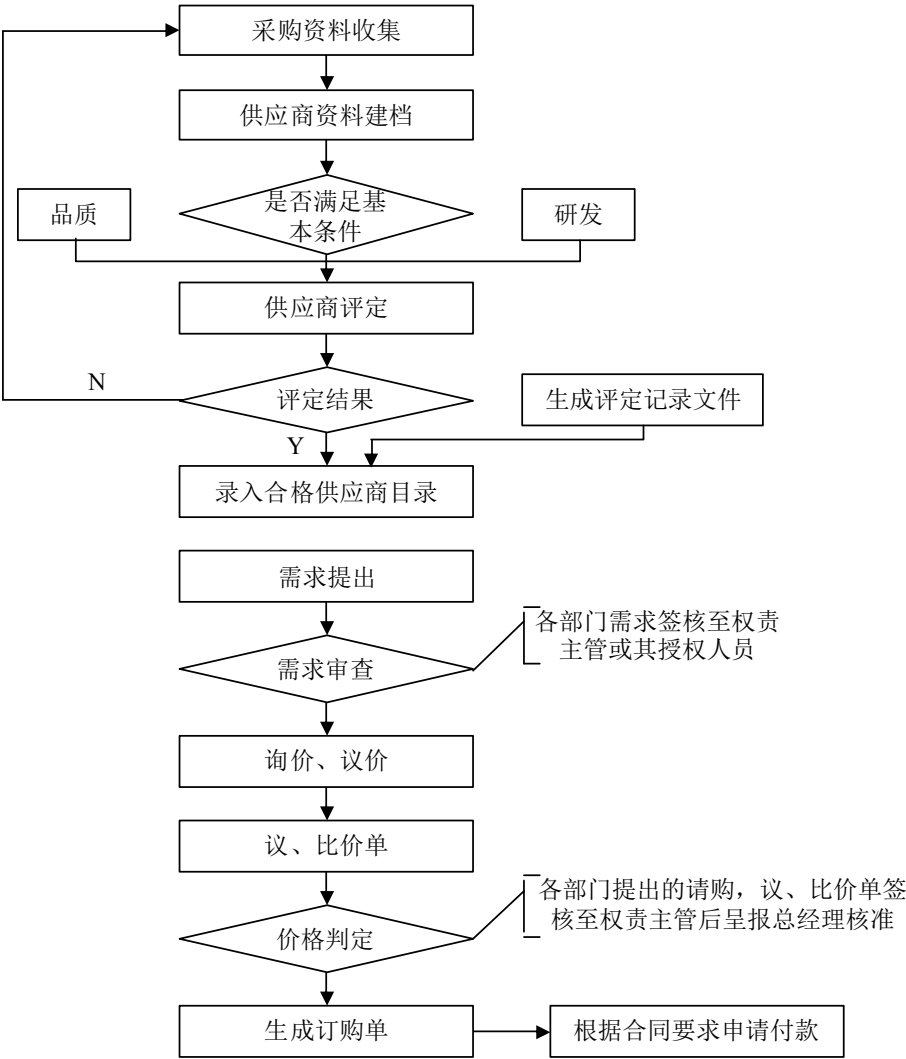 采购资料收集
供应商资料建档
是否满足基
本条件
品质
研发
供应商评定
N
评定结果
生成评定记录文件
Y
录入合格供应商目录
需求提出
各部门需求签核至权责
主管或其授权人员
需求审查
询价、议价
议、比价单
各部门提出的请购，议、比价单签
核至权责主管后呈报总经理核准
价格判定
生成订购单
根据合同要求申请付款